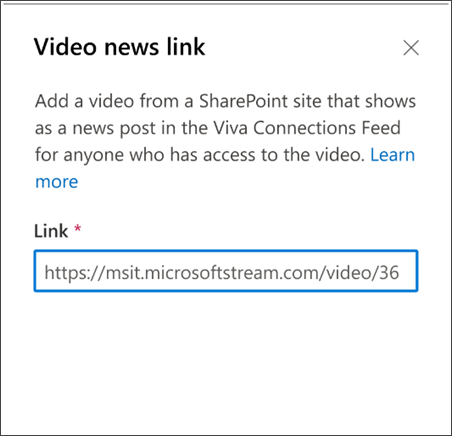 Video news link
Add a video from a SharePoint site that shows
as a news post in the Viva Connections Feed
for anyone who has access to the video. Learn
more
Link *
https://msit.microsoftstream.com/video/36